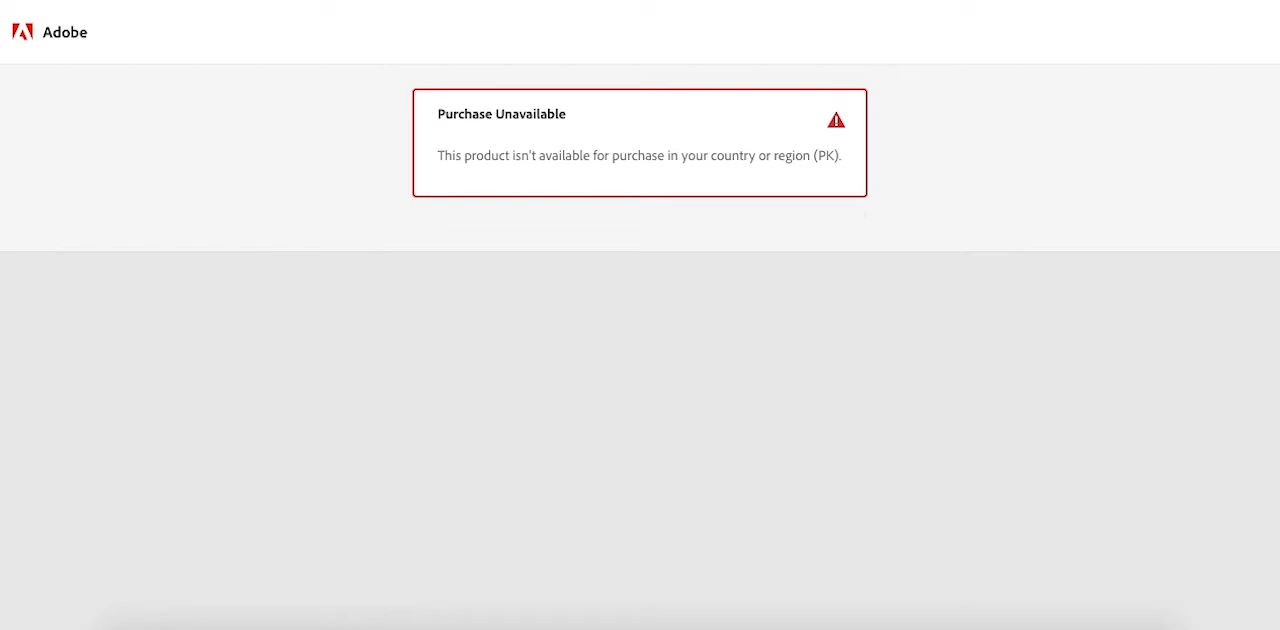 Adobe
Purchase Unavailable
This product isn't available for purchase in your country or region (PK).